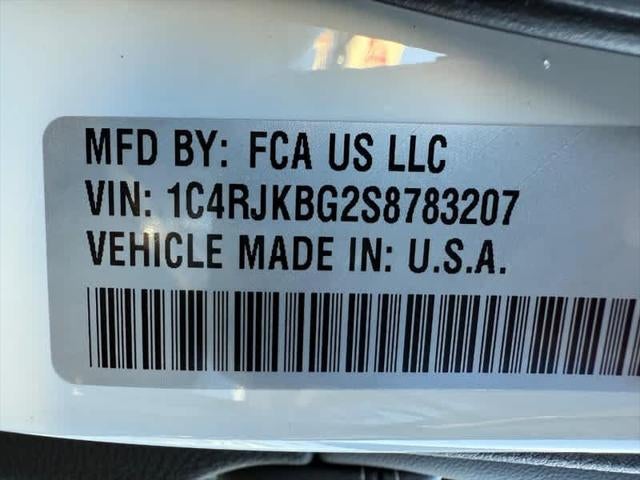 MFD BY: FCA US LLC
VIN: 1C4RJKBG2S8783207
VEHICLE MADE IN: U.S.A.